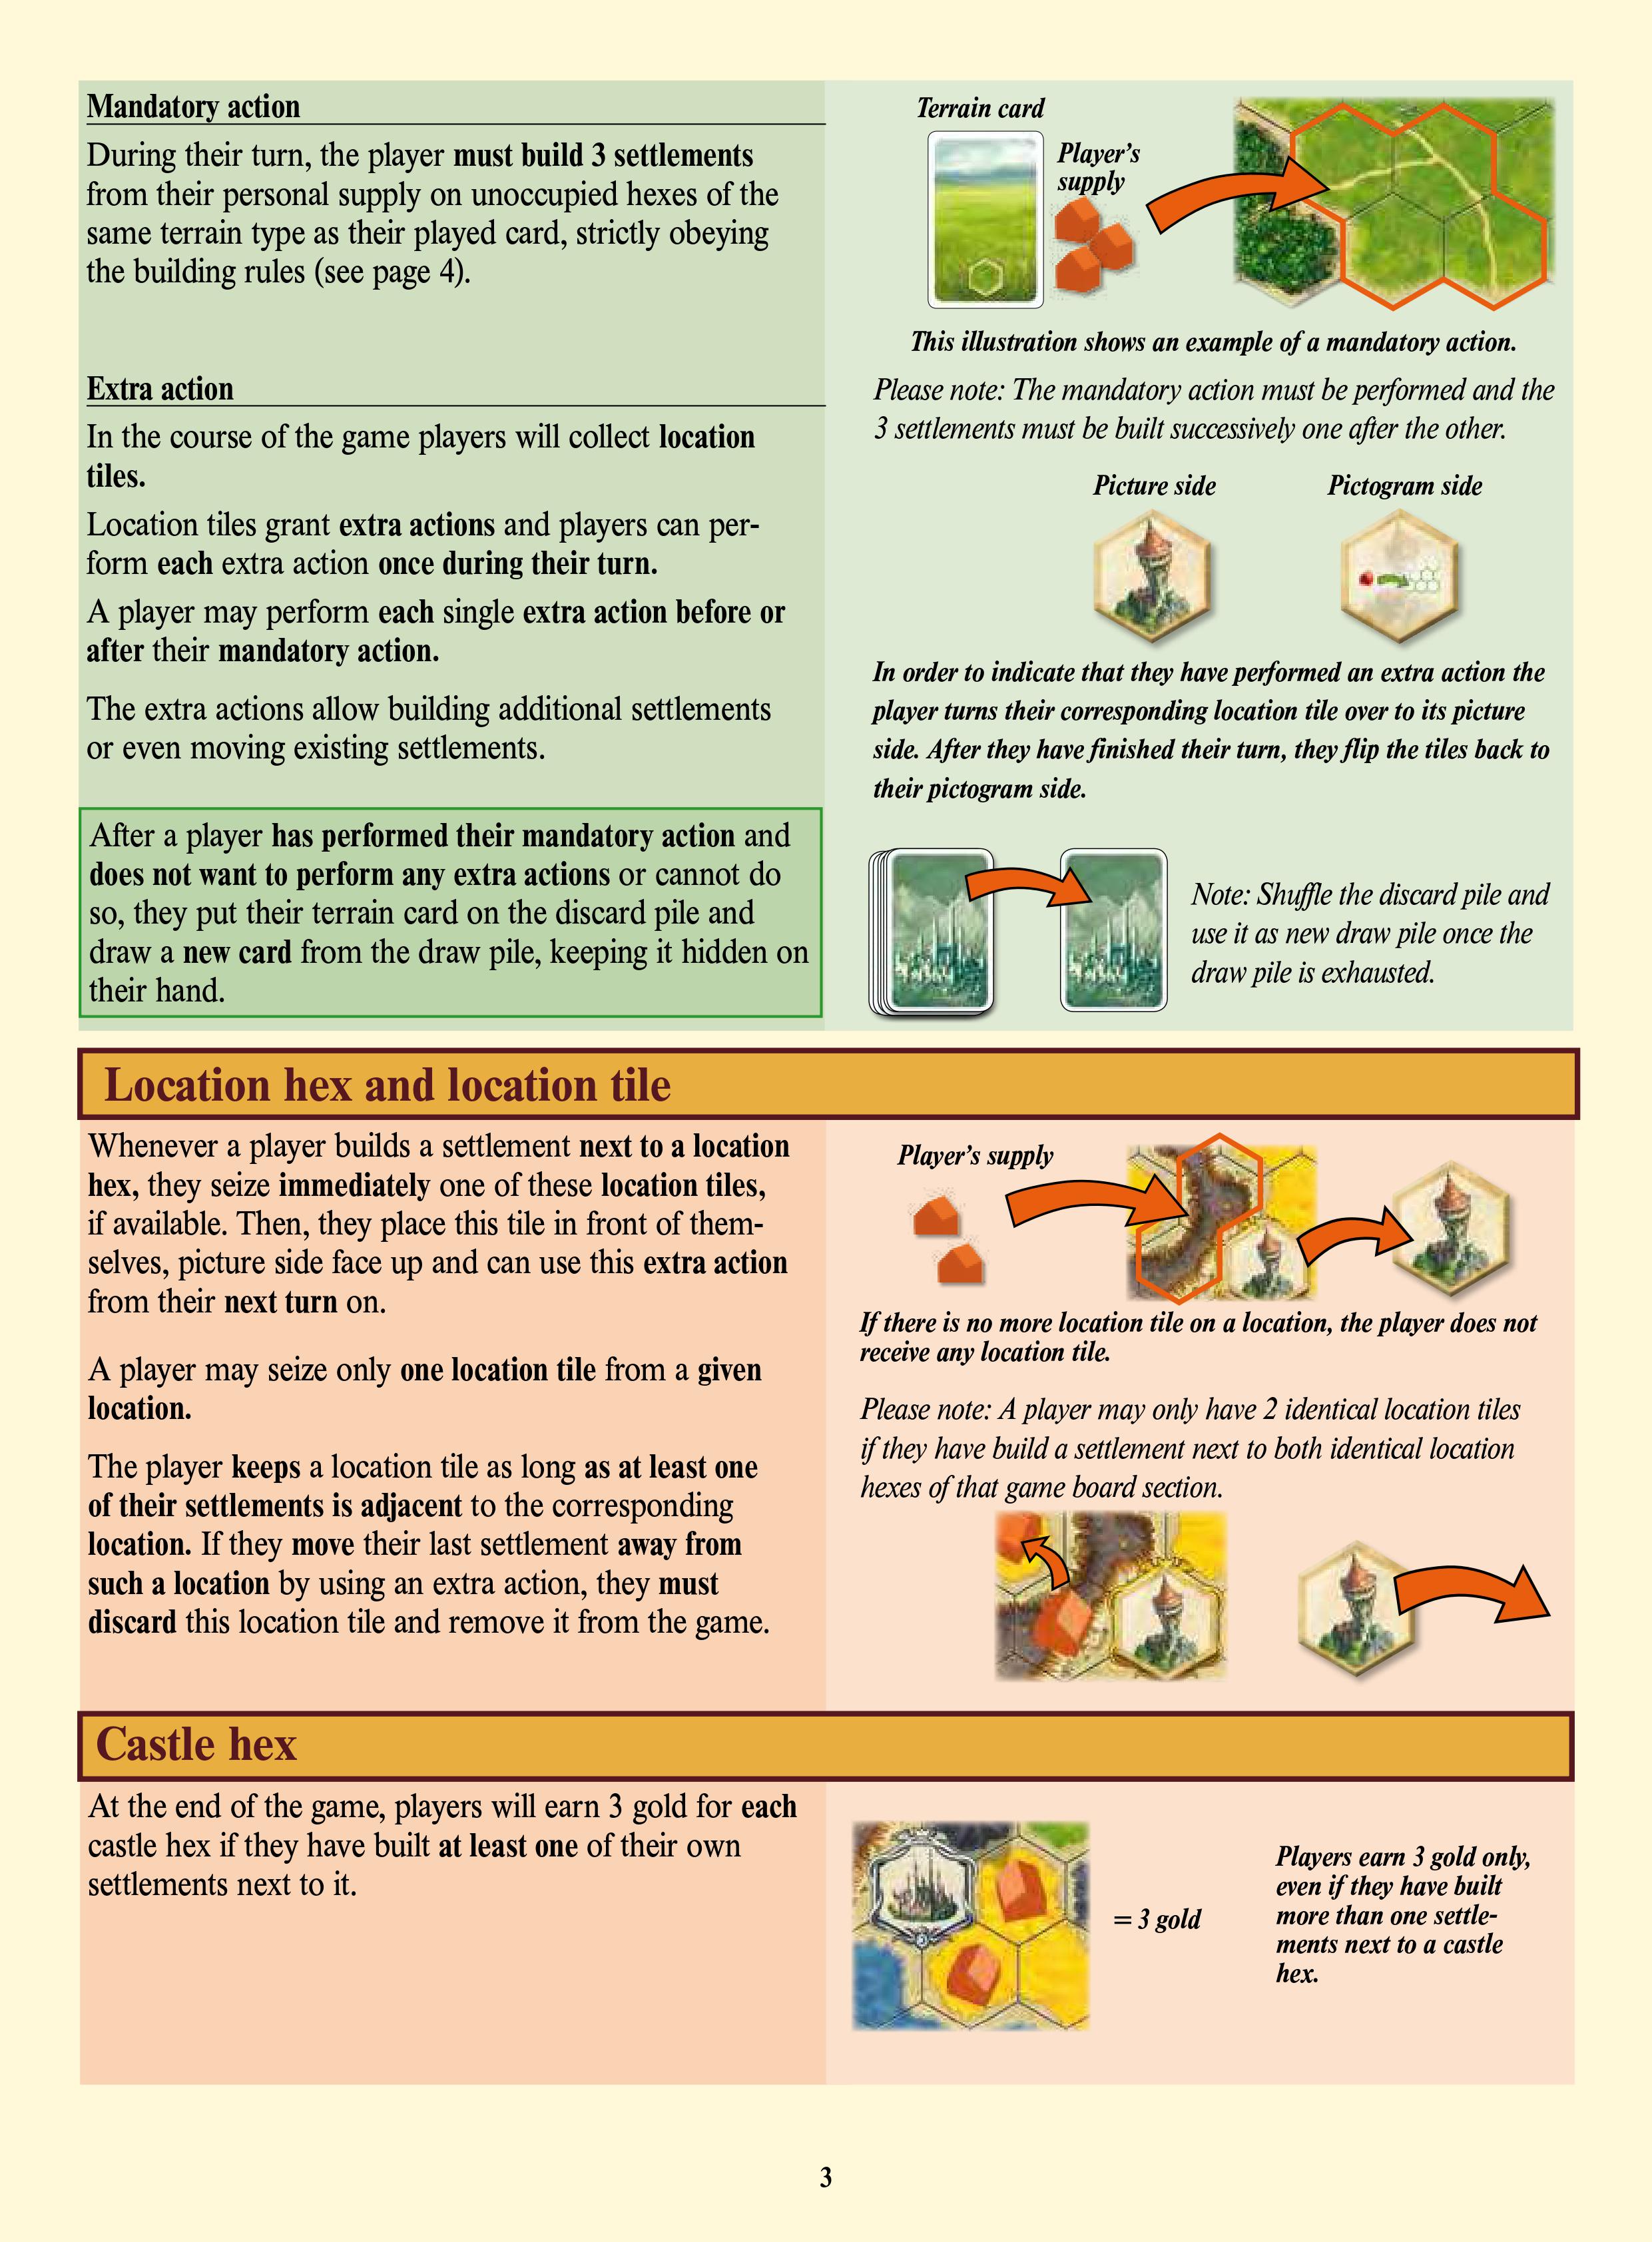 Mandatory action
During their turn, the player must build 3 settlements
from their personal supply on unoccupied hexes of the
same terrain type as their played card, strictly obeying
the building rules (see page 4).
Terrain card
Player's
supply
This illustration shows an example of a mandatory action.
Please note: The mandatory action must be performed and the
3 settlements must be built successively one after the other.
Extra action
In the course of the game players will collect location
tiles.
Location tiles grant extra actions and players can per-
form each extra action once during their turn.
A player may perform each single extra action before or
after their mandatory action.
The extra actions allow building additional settlements
or even moving existing settlements.
Picture side
Pictogram side
In order to indicate that they have performed an extra action the
player turns their corresponding location tile over to its picture
side. After they have finished their turn, they flip the tiles back to
their pictogram side.
After a player has performed their mandatory action and
does not want to perform any extra actions or cannot do
so, they put their terrain card on the discard pile and
draw a new card from the draw pile, keeping it hidden on
their hand.
Note: Shuffle the discard pile and
use it as new draw pile once the
draw pile is exhausted.
Location hex and location tile
Whenever a player builds a settlement next to a location
hex, they seize immediately one of these location tiles,
if available. Then, they place this tile in front of them-
selves, picture side face up and can use this extra action
from their next turn on.
A player may seize only one location tile from a given
location.
The player keeps a location tile as long as at least one
of their settlements is adjacent to the corresponding
location. If they move their last settlement away from
such a location by using an extra action, they must
discard this location tile and remove it from the game.
Player's supply
If there is no more location tile on a location, the player does not
receive any location tile.
Please note: A player may only have 2 identical location tiles
if they have build a settlement next to both identical location
hexes of that game board section.
Castle hex
At the end of the game, players will earn 3 gold for each
castle hex if they have built at least one of their own
settlements next to it.
= 3 gold
Players earn 3 gold only,
even if they have built
more than one settle-
ments next to a castle
hex.
3